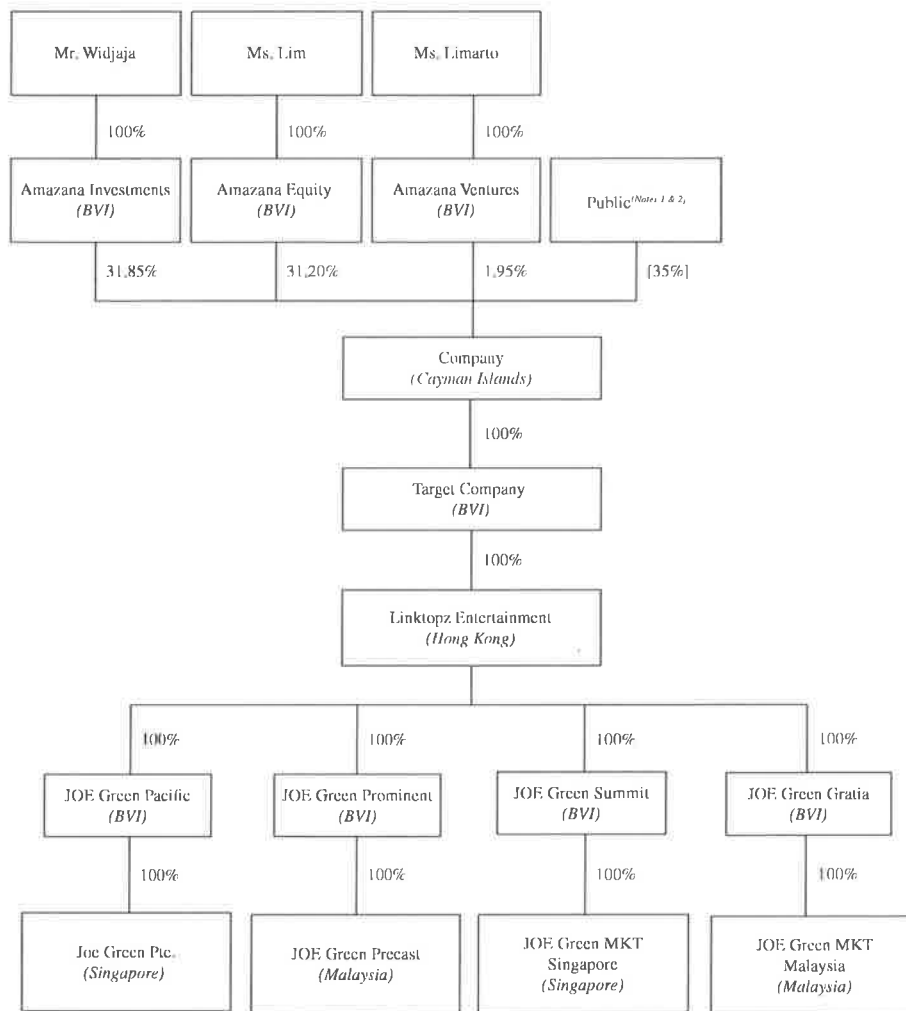 Mr. Widjaja
Ms. Lim
Ms. Limarto
100%
100%
100%
Amazana Investments
(BVI)
Amazana Equity
(BVI)
Amazana Ventures
(BVI)
Public(Notes 1 & 2)
31.85%
31.20%
1.95%
[35%]
Company
(Cayman Islands)
100%
Target Company
(BVI)
100%
Linktopz Entertainment
(Hong Kong)
100%
100%
100%
100%
JOE Green Pacific
(BVI)
JOE Green Prominent
(BVI)
JOE Green Summit
(BVI)
JOE Green Gratia
(BVI)
100%
100%
100%
100%
Joe Green Pte.
(Singapore)
JOE Green Precast
(Malaysia)
JOE Green MKT
Singapore
(Singapore)
JOE Green MKT
Malaysia
(Malaysia)